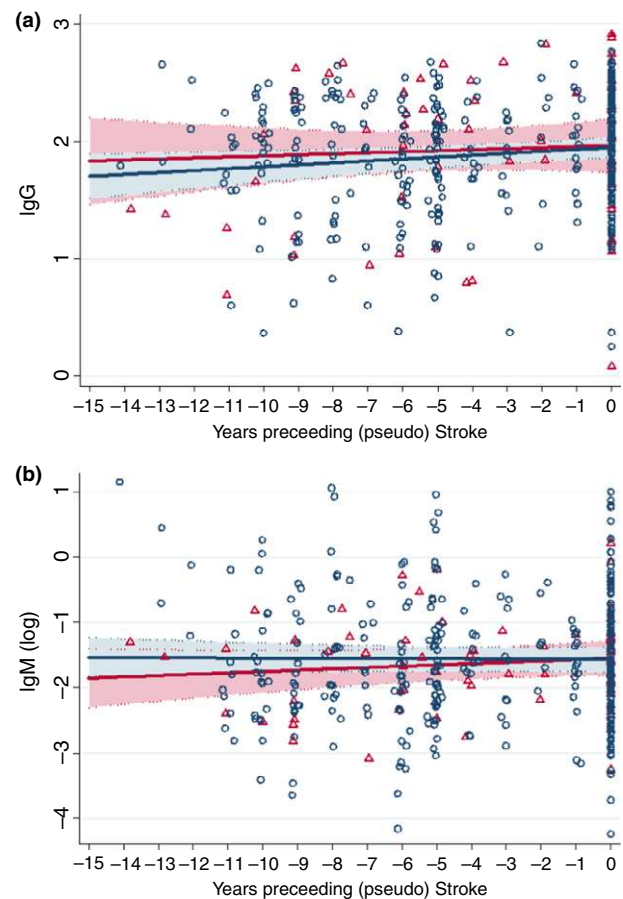 (a)
3
2
1
0
IgG
–15 –14 –13 –12 –11 –10 –9 –8 –7 –6 –5 –4 –3 –2 –1 0
Years preceeding (pseudo) Stroke
(b)
1
0
–1
–2
–3
–4
IgM (log)
–15 –14 –13 –12 –11 –10 –9 –8 –7 –6 –5 –4 –3 –2 –1 0
Years preceeding (pseudo) Stroke